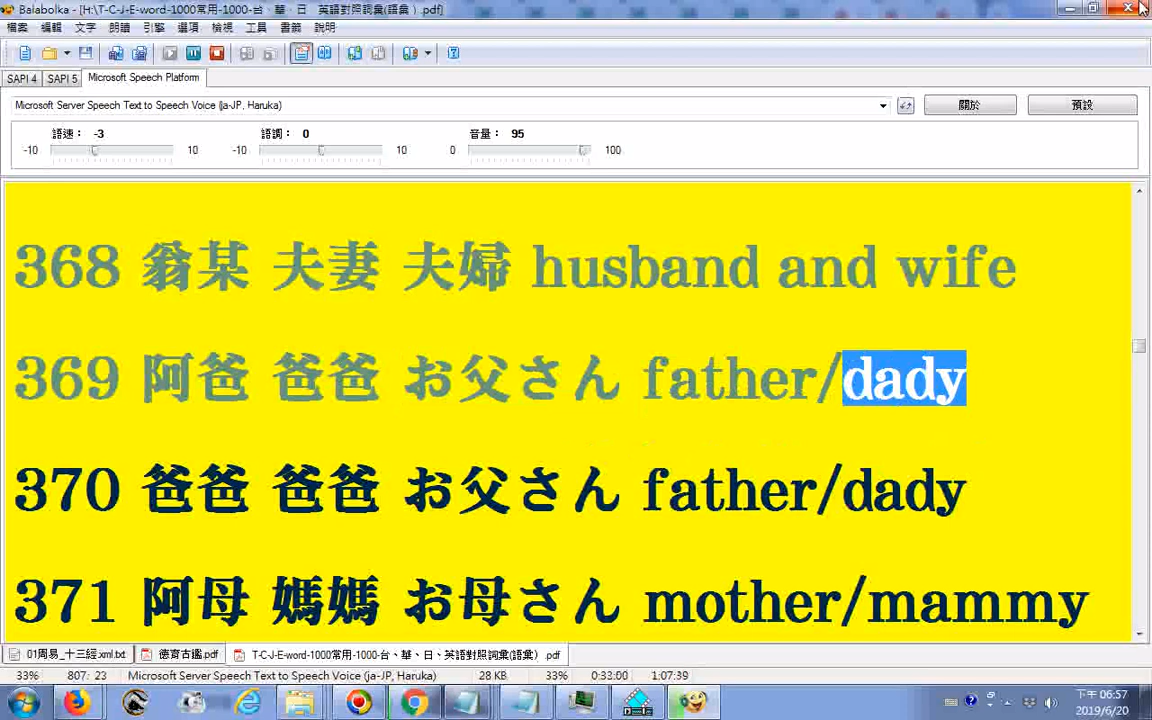 Balabolka - [H:\T-C-J-E-word-1000常用-1000-台、華、日、英語對照詞彙(語彙).pdf]
檔案 編輯 文字 朗讀 引擎 選項 檢視 工具 書籤 說明
SAPI 4 SAPI 5 Microsoft Speech Platform
Microsoft Server Speech Text to Speech Voice (ja-JP, Haruka) 關於 預設
語速： -3 語調： 0 音量： 95
-10 10 -10 10 0 100
368 翁某 夫妻 夫婦 husband and wife
369 阿爸 爸爸 お父さん father/dady
370 爸爸 爸爸 お父さん father/dady
371 阿母 媽媽 お母さん mother/mammy
01周易_十三經.xml.txt 德育古鑑.pdf T-C-J-E-word-1000常用-1000-台、華、日、英語對照詞彙(語彙) .pdf
33% 807: 23 Microsoft Server Speech Text to Speech Voice (ja-JP, Haruka) 28 KB 33% 0:33:00 1:07:39
下午 06:57
2019/6/20